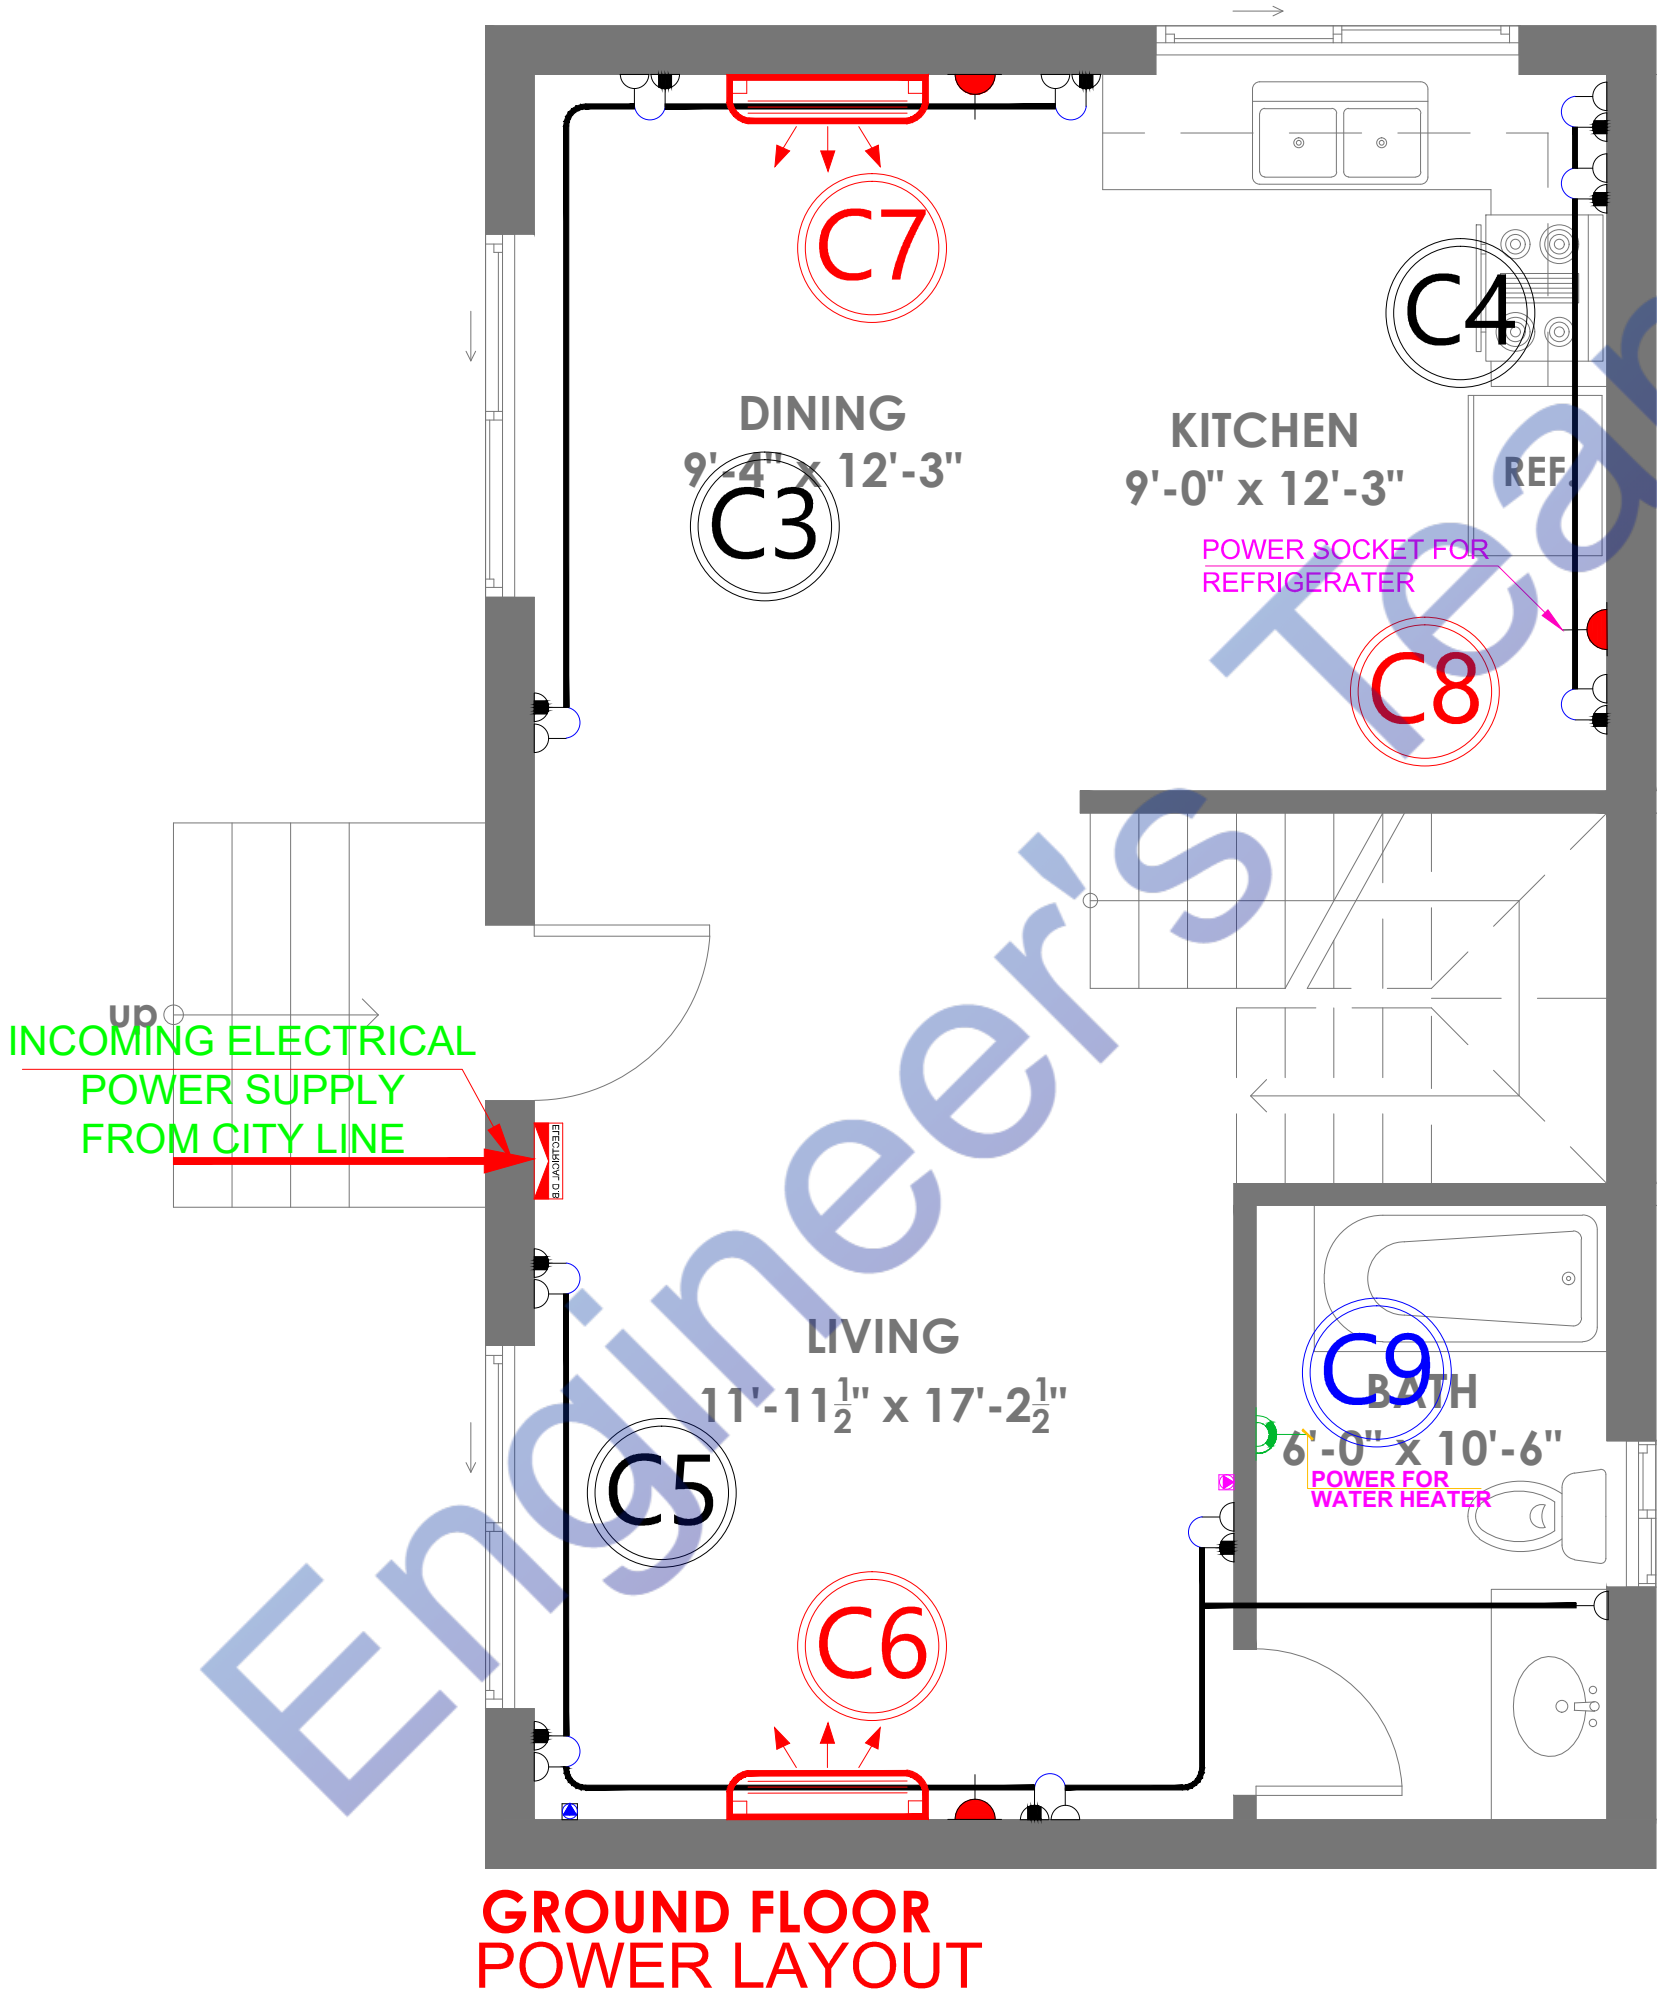 C7
C4
DINING
9'-4" x 12'-3"
C3
KITCHEN
9'-0" x 12'-3"
REF.
POWER SOCKET FOR
REFRIGERATER
C8
up
INCOMING ELECTRICAL
POWER SUPPLY
FROM CITY LINE
ELECTRICAL D.B
LIVING
11'-11½" x 17'-2½"
C5
C9
BATH
6'-0" x 10'-6"
POWER FOR
WATER HEATER
C6
GROUND FLOOR
POWER LAYOUT
Engineer's Tear